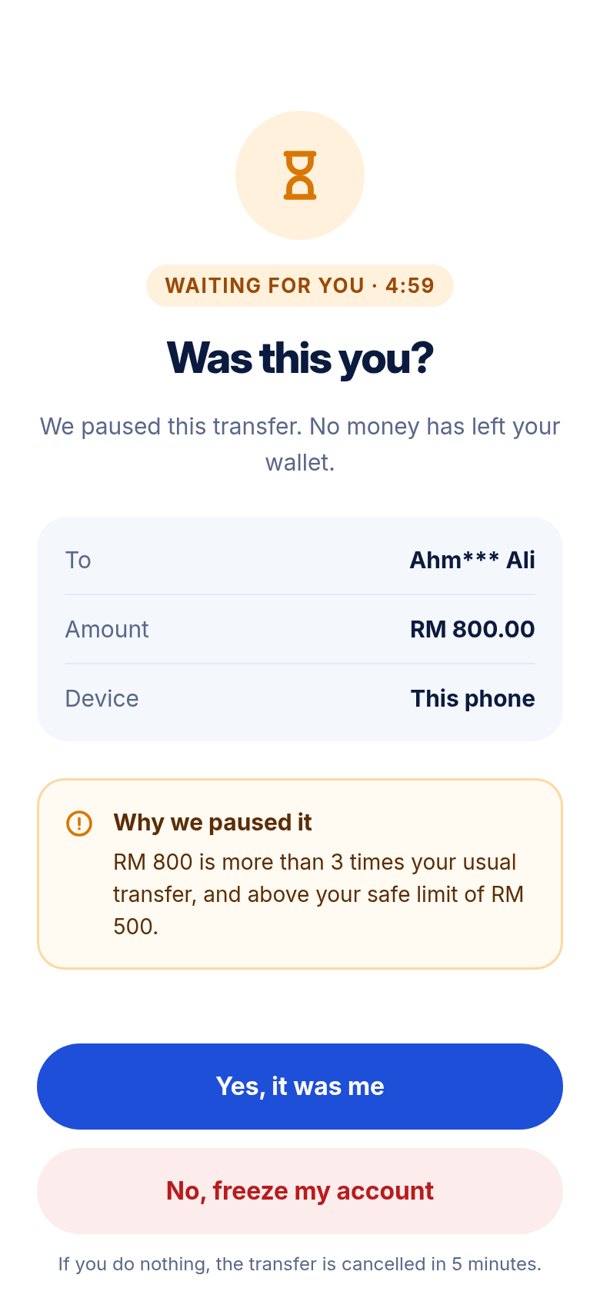 WAITING FOR YOU · 4:59
Was this you?
We paused this transfer. No money has left your
wallet.
To Ahm*** Ali
Amount RM 800.00
Device This phone
Why we paused it
RM 800 is more than 3 times your usual
transfer, and above your safe limit of RM
500.
Yes, it was me
No, freeze my account
If you do nothing, the transfer is cancelled in 5 minutes.